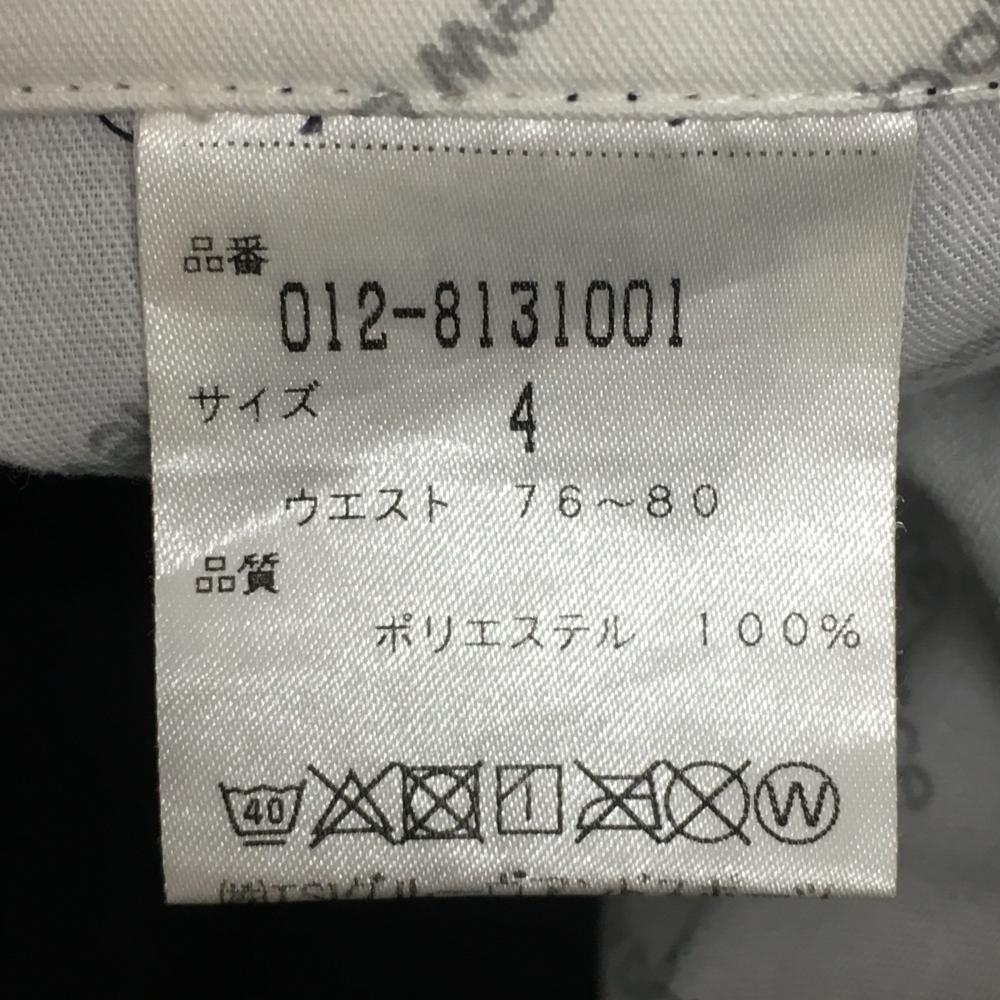 品番
012-8131001
サイズ 4
ウエスト 76~80
品質
ポリエステル 100%
40
W